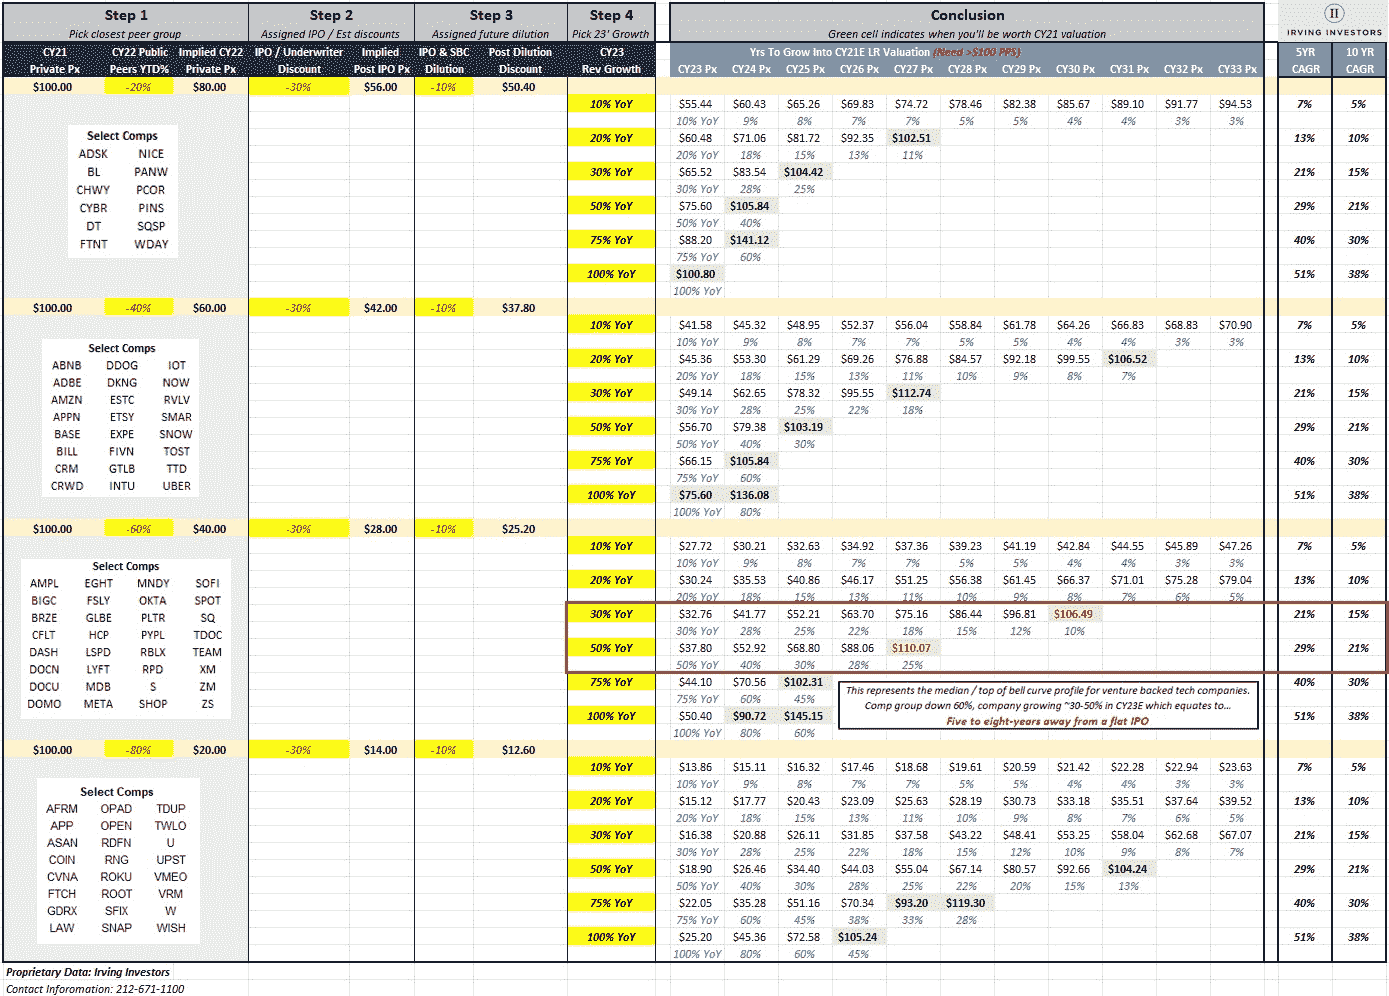 Step 1 Step 2 Step 3 Step 4 Conclusion II
Pick closest peer group Assigned IPO / Est discounts Assigned future dilution Pick 23' Growth Green cell indicates when you'll be worth CY21 valuation IRVING INVESTORS
CY21 CY22 Public Implied CY22 IPO / Underwriter Implied IPO & SBC Post Dilution CY23 Yrs To Grow Into CY21E LR Valuation (Need >$100 PPS) 5YR 10 YR
Private Px Peers YTD% Private Px Discount Post IPO Px Dilution Discount Rev Growth CY23 Px CY24 Px CY25 Px CY26 Px CY27 Px CY28 Px CY29 Px CY30 Px CY31 Px CY32 Px CY33 Px CAGR CAGR
$100.00 -20% $80.00 -30% $56.00 -10% $50.40
10% YoY $55.44 $60.43 $65.26 $69.83 $74.72 $78.46 $82.38 $85.67 $89.10 $91.77 $94.53 7% 5%
10% YoY 9% 8% 7% 7% 5% 5% 4% 4% 3% 3%
Select Comps
20% YoY $60.48 $71.06 $81.72 $92.35 $102.51 13% 10%
ADSK NICE
20% YoY 18% 15% 13% 11%
BL PANW
30% YoY $65.52 $83.54 $104.42 21% 15%
CHWY PCOR
30% YoY 28% 25%
CYBR PINS
50% YoY $75.60 $105.84 29% 21%
DT SQSP
50% YoY 40%
FTNT WDAY
75% YoY $88.20 $141.12 40% 30%
75% YoY 60%
100% YoY $100.80 51% 38%
100% YoY
$100.00 -40% $60.00 -30% $42.00 -10% $37.80
10% YoY $41.58 $45.32 $48.95 $52.37 $56.04 $58.84 $61.78 $64.26 $66.83 $68.83 $70.90 7% 5%
10% YoY 9% 8% 7% 7% 5% 5% 4% 4% 3% 3%
Select Comps
20% YoY $45.36 $53.30 $61.29 $69.26 $76.88 $84.57 $92.18 $99.55 $106.52 13% 10%
ABNB DDOG IOT
20% YoY 18% 15% 13% 11% 10% 9% 8% 7%
ADBE DKNG NOW
30% YoY $49.14 $62.65 $78.32 $95.55 $112.74 21% 15%
AMZN ESTC RVLV
30% YoY 28% 25% 22% 18%
APPN ETSY SMAR
50% YoY $56.70 $79.38 $103.19 29% 21%
BASE EXPE SNOW
50% YoY 40% 30%
BILL FIVN TOST
75% YoY $66.15 $105.84 40% 30%
CRM GTLB TTD
75% YoY 60%
CRWD INTU UBER
100% YoY $75.60 $136.08 51% 38%
100% YoY 80%
$100.00 -60% $40.00 -30% $28.00 -10% $25.20
10% YoY $27.72 $30.21 $32.63 $34.92 $37.36 $39.23 $41.19 $42.84 $44.55 $45.89 $47.26 7% 5%
10% YoY 9% 8% 7% 7% 5% 5% 4% 4% 3% 3%
Select Comps
20% YoY $30.24 $35.53 $40.86 $46.17 $51.25 $56.38 $61.45 $66.37 $71.01 $75.28 $79.04 13% 10%
AMPL EGHT MNDY SOFI
20% YoY 18% 15% 13% 11% 10% 9% 8% 7% 6% 5%
BIGC FSLY OKTA SPOT
30% YoY $32.76 $41.77 $52.21 $63.70 $75.16 $86.44 $96.81 $106.49 21% 15%
BRZE GLBE PLTR SQ
30% YoY 28% 25% 22% 18% 15% 12% 10%
CFLT HCP PYPL TDOC
50% YoY $37.80 $52.92 $68.80 $88.06 $110.07 29% 21%
DASH LSPD RBLX TEAM
50% YoY 40% 30% 28% 25%
DOCN LYFT RPD XM
75% YoY $44.10 $70.56 $102.31 40% 30%
DOCU MDB S ZM
75% YoY 60% 45%
DOMO META SHOP ZS
100% YoY $50.40 $90.72 $145.15 51% 38%
100% YoY 80% 60%
This represents the median / top of bell curve profile for venture backed tech companies.
Comp group down 60%, company growing ~30-50% in CY23E which equates to...
Five to eight-years away from a flat IPO
$100.00 -80% $20.00 -30% $14.00 -10% $12.60
10% YoY $13.86 $15.11 $16.32 $17.46 $18.68 $19.61 $20.59 $21.42 $22.28 $22.94 $23.63 7% 5%
10% YoY 9% 8% 7% 7% 5% 5% 4% 4% 3% 3%
Select Comps
20% YoY $15.12 $17.77 $20.43 $23.09 $25.63 $28.19 $30.73 $33.18 $35.51 $37.64 $39.52 13% 10%
AFRM OPAD TDUP
20% YoY 18% 15% 13% 11% 10% 9% 8% 7% 6% 5%
APP OPEN TWLO
30% YoY $16.38 $20.88 $26.11 $31.85 $37.58 $43.22 $48.41 $53.25 $58.04 $62.68 $67.07 21% 15%
ASAN RDFN U
30% YoY 28% 25% 22% 18% 15% 12% 10% 9% 8% 7%
COIN RNG UPST
50% YoY $18.90 $26.46 $34.40 $44.03 $55.04 $67.14 $80.57 $92.66 $104.24 29% 21%
CVNA ROKU VMEO
50% YoY 40% 30% 28% 25% 22% 20% 15% 13%
FTCH ROOT VRM
75% YoY $22.05 $35.28 $51.16 $70.34 $93.20 $119.30 40% 30%
GDRX SFIX W
75% YoY 60% 45% 38% 33% 28%
LAW SNAP WISH
100% YoY $25.20 $45.36 $72.58 $105.24 51% 38%
100% YoY 80% 60% 45%
Proprietary Data: Irving Investors
Contact Inforomation: 212-671-1100